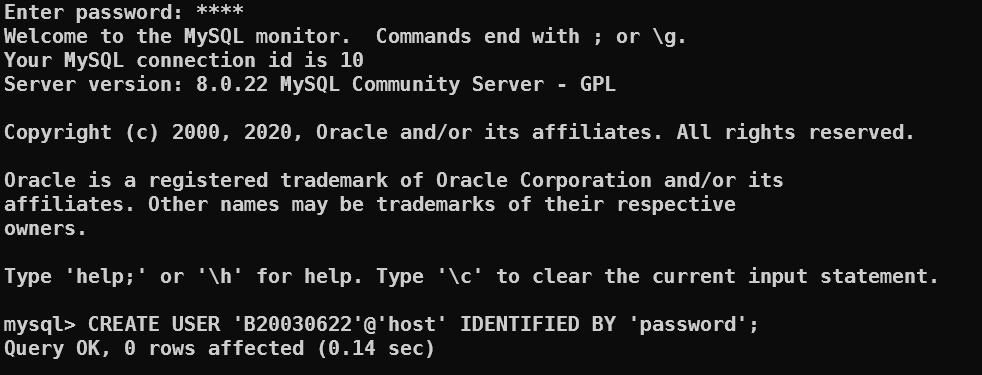 Enter password: ****
Welcome to the MySQL monitor.  Commands end with ; or \g.
Your MySQL connection id is 10
Server version: 8.0.22 MySQL Community Server - GPL
Copyright (c) 2000, 2020, Oracle and/or its affiliates. All rights reserved.
Oracle is a registered trademark of Oracle Corporation and/or its
affiliates. Other names may be trademarks of their respective
owners.
Type 'help;' or '\h' for help. Type '\c' to clear the current input statement.
mysql> CREATE USER 'B20030622'@'host' IDENTIFIED BY 'password';
Query OK, 0 rows affected (0.14 sec)